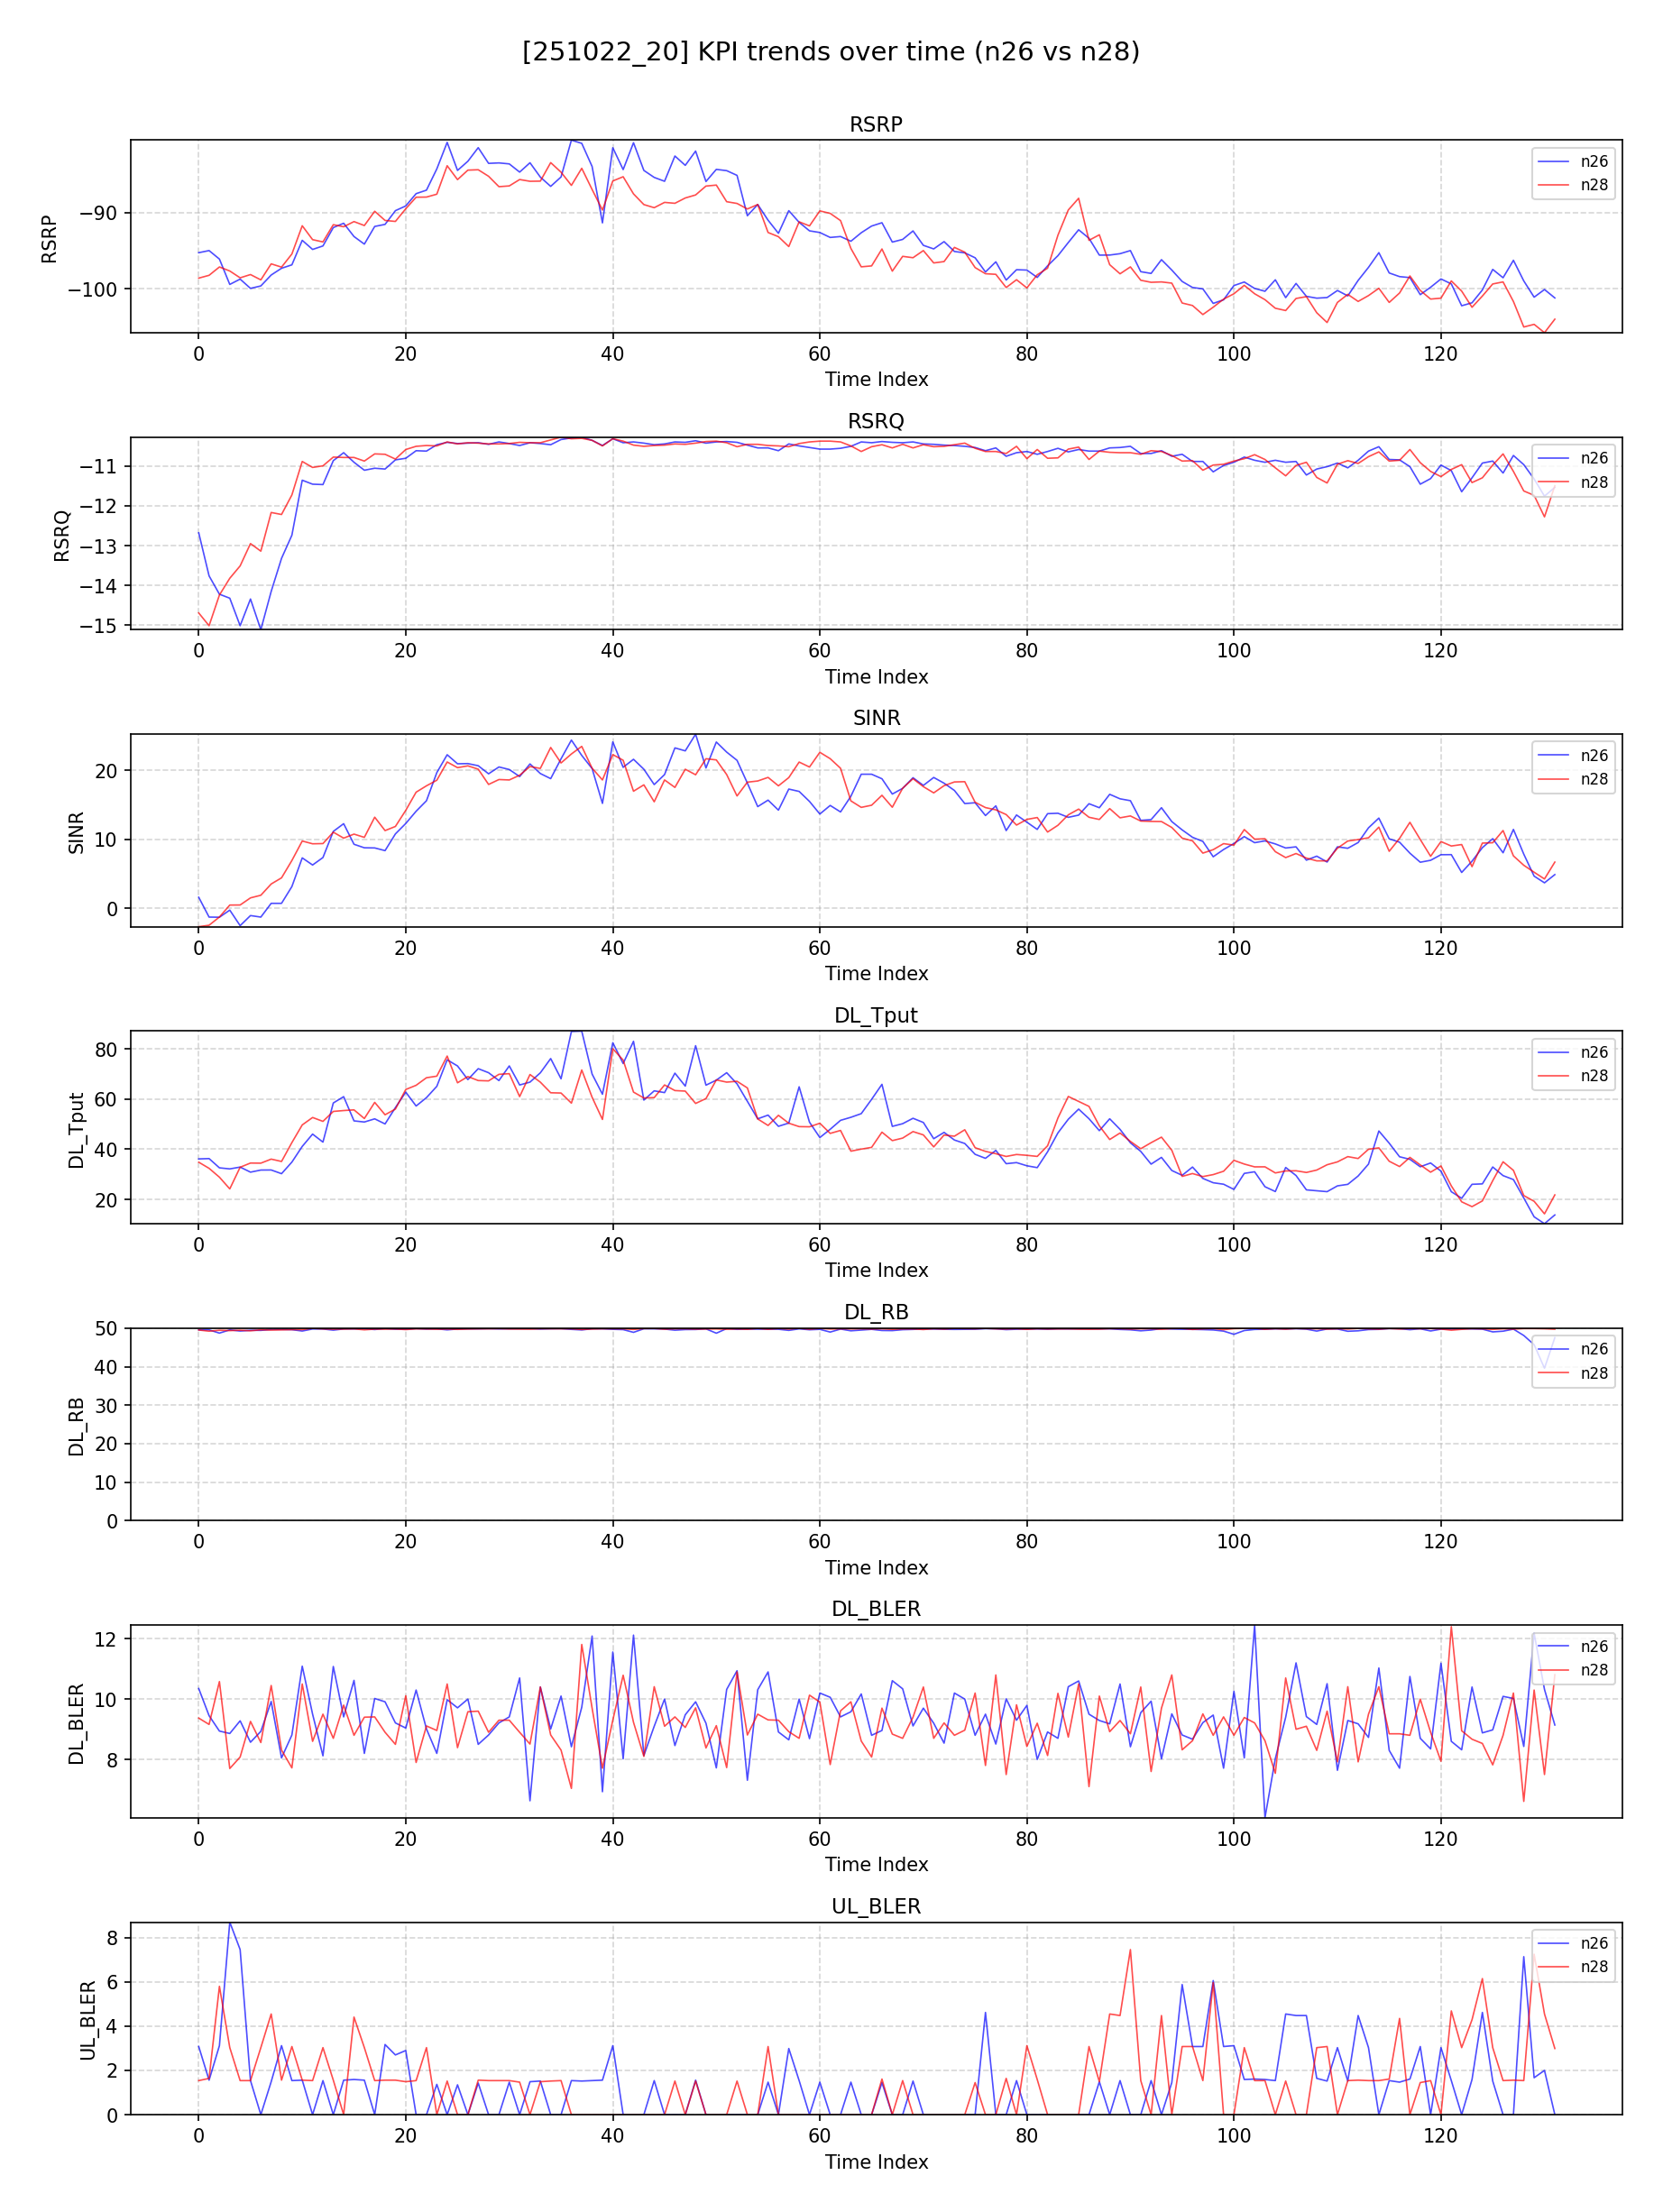 [251022_20] KPI trends over time (n26 vs n28)
RSRP
n26
n28
RSRP
−90
−100
0 20 40 60 80 100 120
Time Index
RSRQ
n26
n28
RSRQ
−11
−12
−13
−14
−15
0 20 40 60 80 100 120
Time Index
SINR
n26
n28
SINR
20
10
0
0 20 40 60 80 100 120
Time Index
DL_Tput
n26
n28
DL_Tput
80
60
40
20
0 20 40 60 80 100 120
Time Index
DL_RB
n26
n28
DL_RB
50
40
30
20
10
0
0 20 40 60 80 100 120
Time Index
DL_BLER
n26
n28
DL_BLER
12
10
8
0 20 40 60 80 100 120
Time Index
UL_BLER
n26
n28
UL_BLER
8
6
4
2
0
0 20 40 60 80 100 120
Time Index